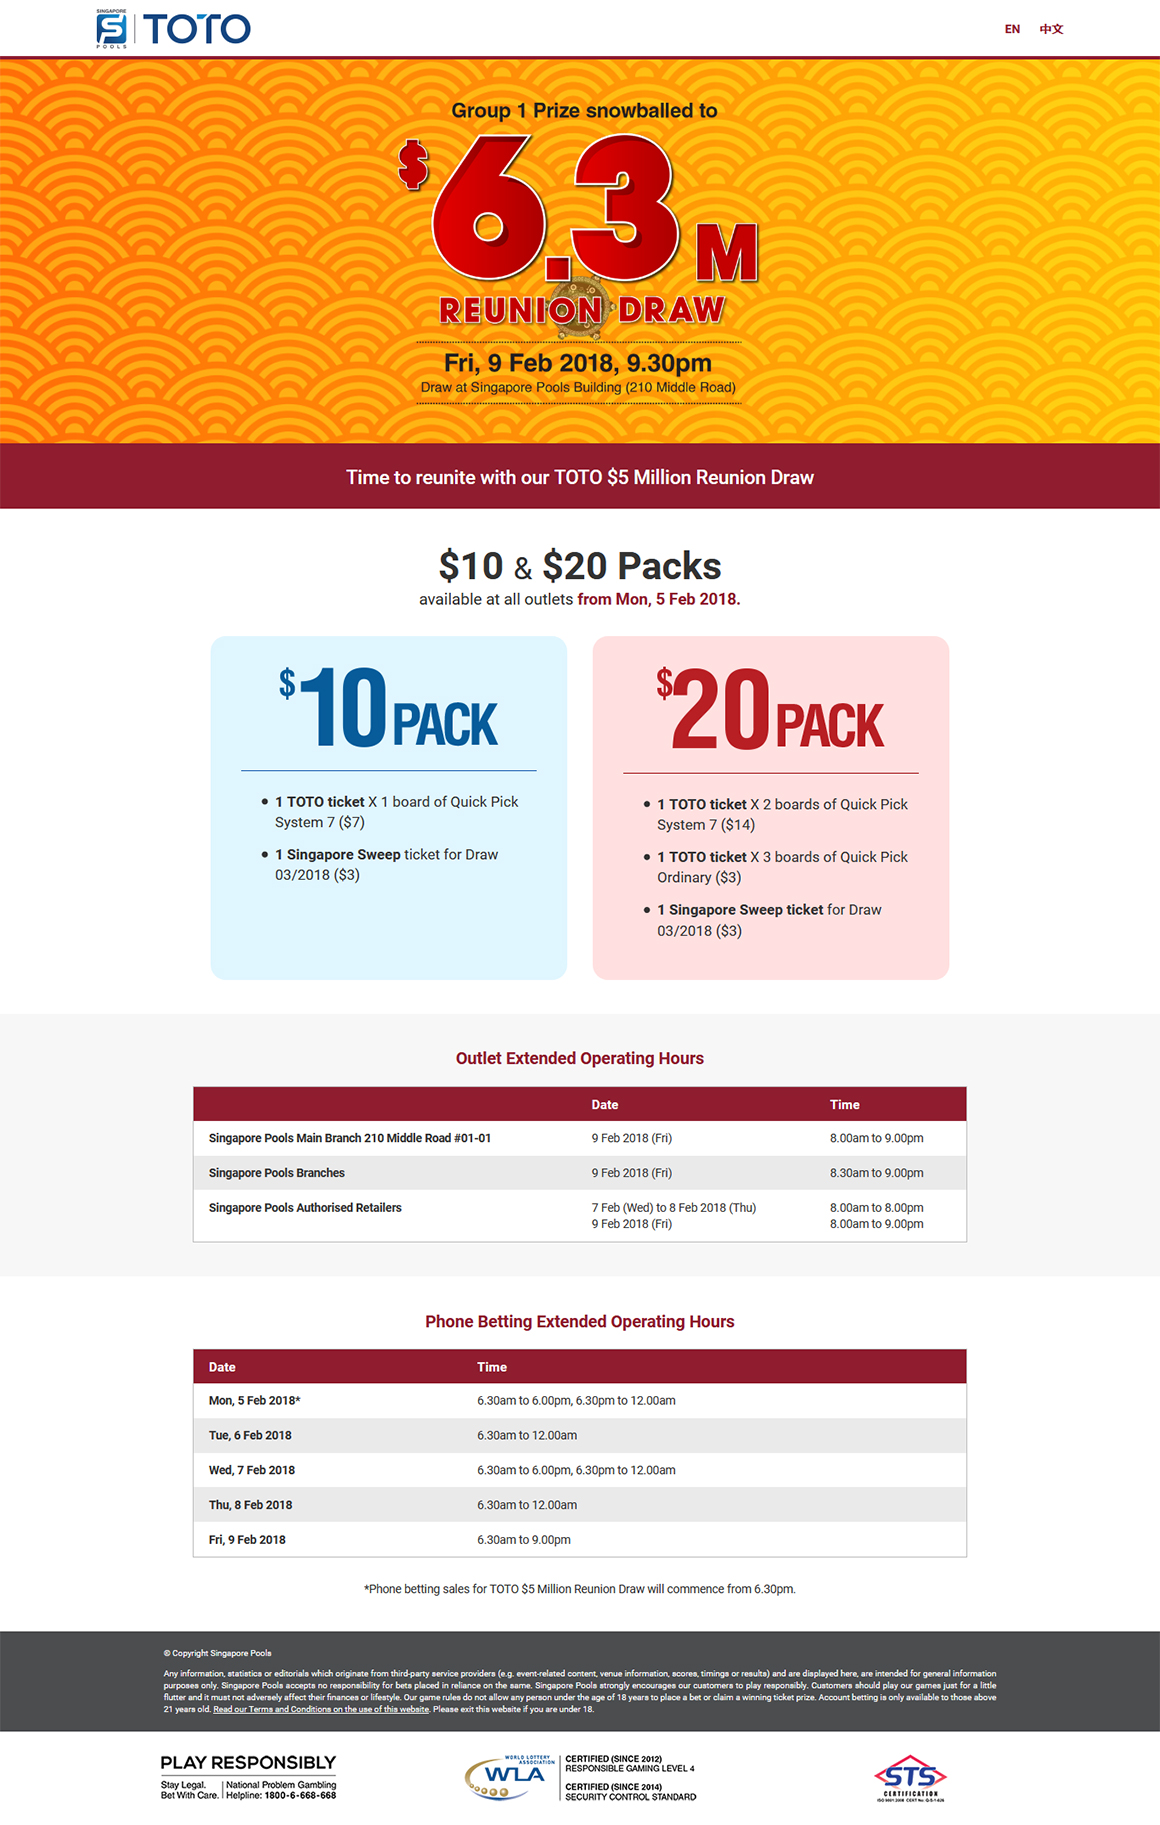 SINGAPORE
POOLS
TOTO
EN 中文
Group 1 Prize snowballed to
$6.3M
REUNION DRAW
Fri, 9 Feb 2018, 9.30pm
Draw at Singapore Pools Building (210 Middle Road)
Time to reunite with our TOTO $5 Million Reunion Draw
$10 & $20 Packs
available at all outlets from Mon, 5 Feb 2018.
$10 PACK
• 1 TOTO ticket X 1 board of Quick Pick
System 7 ($7)
• 1 Singapore Sweep ticket for Draw
03/2018 ($3)
$20 PACK
• 1 TOTO ticket X 2 boards of Quick Pick
System 7 ($14)
• 1 TOTO ticket X 3 boards of Quick Pick
Ordinary ($3)
• 1 Singapore Sweep ticket for Draw
03/2018 ($3)
Outlet Extended Operating Hours
Date Time
Singapore Pools Main Branch 210 Middle Road #01-01 9 Feb 2018 (Fri) 8.00am to 9.00pm
Singapore Pools Branches 9 Feb 2018 (Fri) 8.30am to 9.00pm
Singapore Pools Authorised Retailers 7 Feb (Wed) to 8 Feb 2018 (Thu) 8.00am to 8.00pm
9 Feb 2018 (Fri) 8.00am to 9.00pm
Phone Betting Extended Operating Hours
Date Time
Mon, 5 Feb 2018* 6.30am to 6.00pm, 6.30pm to 12.00am
Tue, 6 Feb 2018 6.30am to 12.00am
Wed, 7 Feb 2018 6.30am to 6.00pm, 6.30pm to 12.00am
Thu, 8 Feb 2018 6.30am to 12.00am
Fri, 9 Feb 2018 6.30am to 9.00pm
*Phone betting sales for TOTO $5 Million Reunion Draw will commence from 6.30pm.
© Copyright Singapore Pools
Any information, statistics or editorials which originate from third-party service providers (e.g. event-related content, venue information, scores, timings or results) and are displayed here, are intended for general information
purposes only. Singapore Pools accepts no responsibility for bets placed in reliance on the same. Singapore Pools strongly encourages our customers to play responsibly. Customers should play our games just for a little
flutter and it must not adversely affect their finances or lifestyle. Our game rules do not allow any person under the age of 18 years to place a bet or claim a winning ticket prize. Account betting is only available to those above
21 years old. Read our Terms and Conditions on the use of this website. Please exit this website if you are under 18.
PLAY RESPONSIBLY
Stay Legal. National Problem Gambling
Bet With Care. Helpline: 1800-6-668-668
WORLD LOTTERY
ASSOCIATION
WLA
CERTIFIED (SINCE 2012)
RESPONSIBLE GAMING LEVEL 4
CERTIFIED (SINCE 2014)
SECURITY CONTROL STANDARD
STS
CERTIFICATION